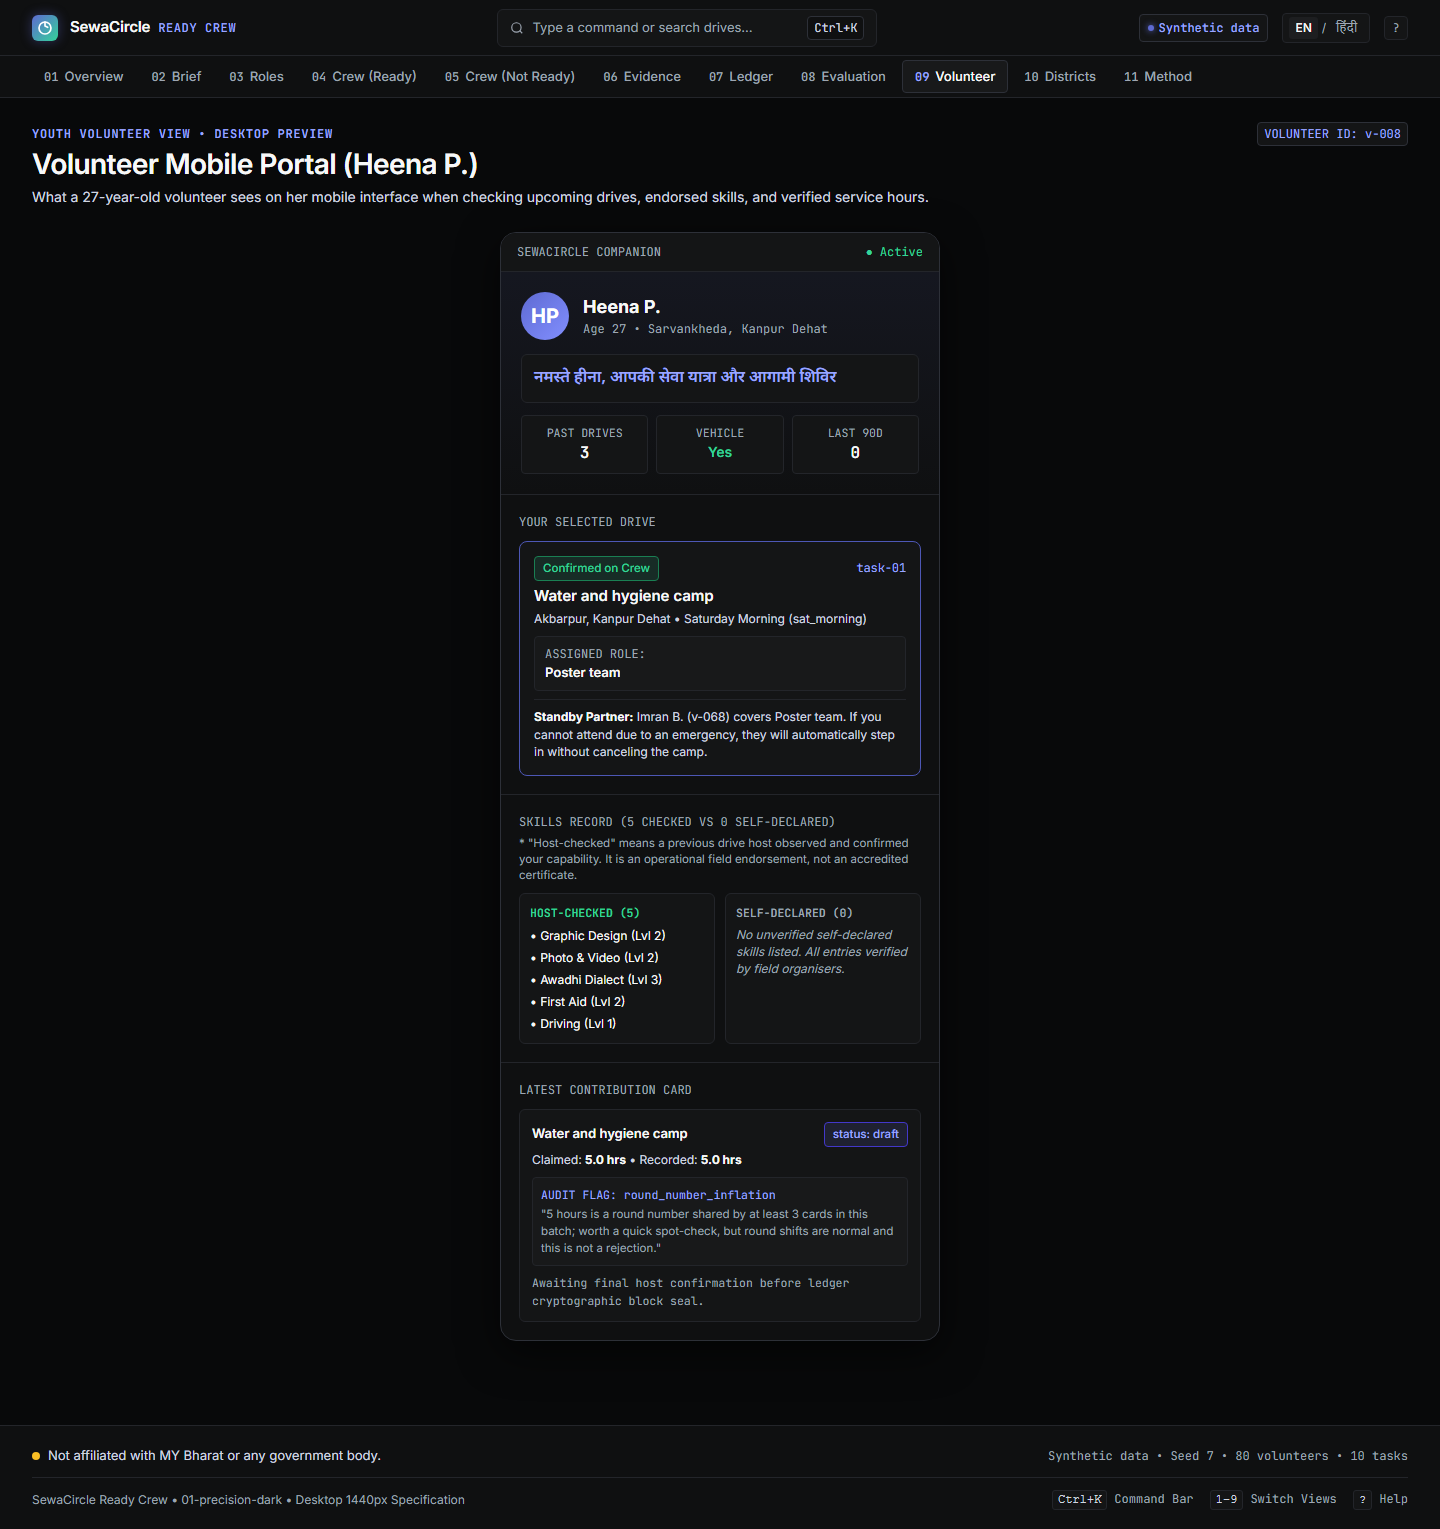 SewaCircle READY CREW
Type a command or search drives... Ctrl+K
Synthetic data
EN / हिंदी
?
01 Overview
02 Brief
03 Roles
04 Crew (Ready)
05 Crew (Not Ready)
06 Evidence
07 Ledger
08 Evaluation
09 Volunteer
10 Districts
11 Method
YOUTH VOLUNTEER VIEW • DESKTOP PREVIEW
VOLUNTEER ID: v-008
Volunteer Mobile Portal (Heena P.)
What a 27-year-old volunteer sees on her mobile interface when checking upcoming drives, endorsed skills, and verified service hours.
SEWACIRCLE COMPANION
● Active
HP
Heena P.
Age 27 • Sarvankheda, Kanpur Dehat
नमस्ते हीना, आपकी सेवा यात्रा और आगामी शिविर
PAST DRIVES
3
VEHICLE
Yes
LAST 90D
0
YOUR SELECTED DRIVE
Confirmed on Crew
task-01
Water and hygiene camp
Akbarpur, Kanpur Dehat • Saturday Morning (sat_morning)
ASSIGNED ROLE:
Poster team
Standby Partner: Imran B. (v-068) covers Poster team. If you
cannot attend due to an emergency, they will automatically step
in without canceling the camp.
SKILLS RECORD (5 CHECKED VS 0 SELF-DECLARED)
* "Host-checked" means a previous drive host observed and confirmed
your capability. It is an operational field endorsement, not an accredited
certificate.
HOST-CHECKED (5)
• Graphic Design (Lvl 2)
• Photo & Video (Lvl 2)
• Awadhi Dialect (Lvl 3)
• First Aid (Lvl 2)
• Driving (Lvl 1)
SELF-DECLARED (0)
No unverified self-declared
skills listed. All entries verified
by field organisers.
LATEST CONTRIBUTION CARD
Water and hygiene camp
status: draft
Claimed: 5.0 hrs • Recorded: 5.0 hrs
AUDIT FLAG: round_number_inflation
"5 hours is a round number shared by at least 3 cards in this
batch; worth a quick spot-check, but round shifts are normal and
this is not a rejection."
Awaiting final host confirmation before ledger
cryptographic block seal.
Not affiliated with MY Bharat or any government body.
Synthetic data • Seed 7 • 80 volunteers • 10 tasks
SewaCircle Ready Crew • 01-precision-dark • Desktop 1440px Specification
Ctrl+K Command Bar 1–9 Switch Views ? Help